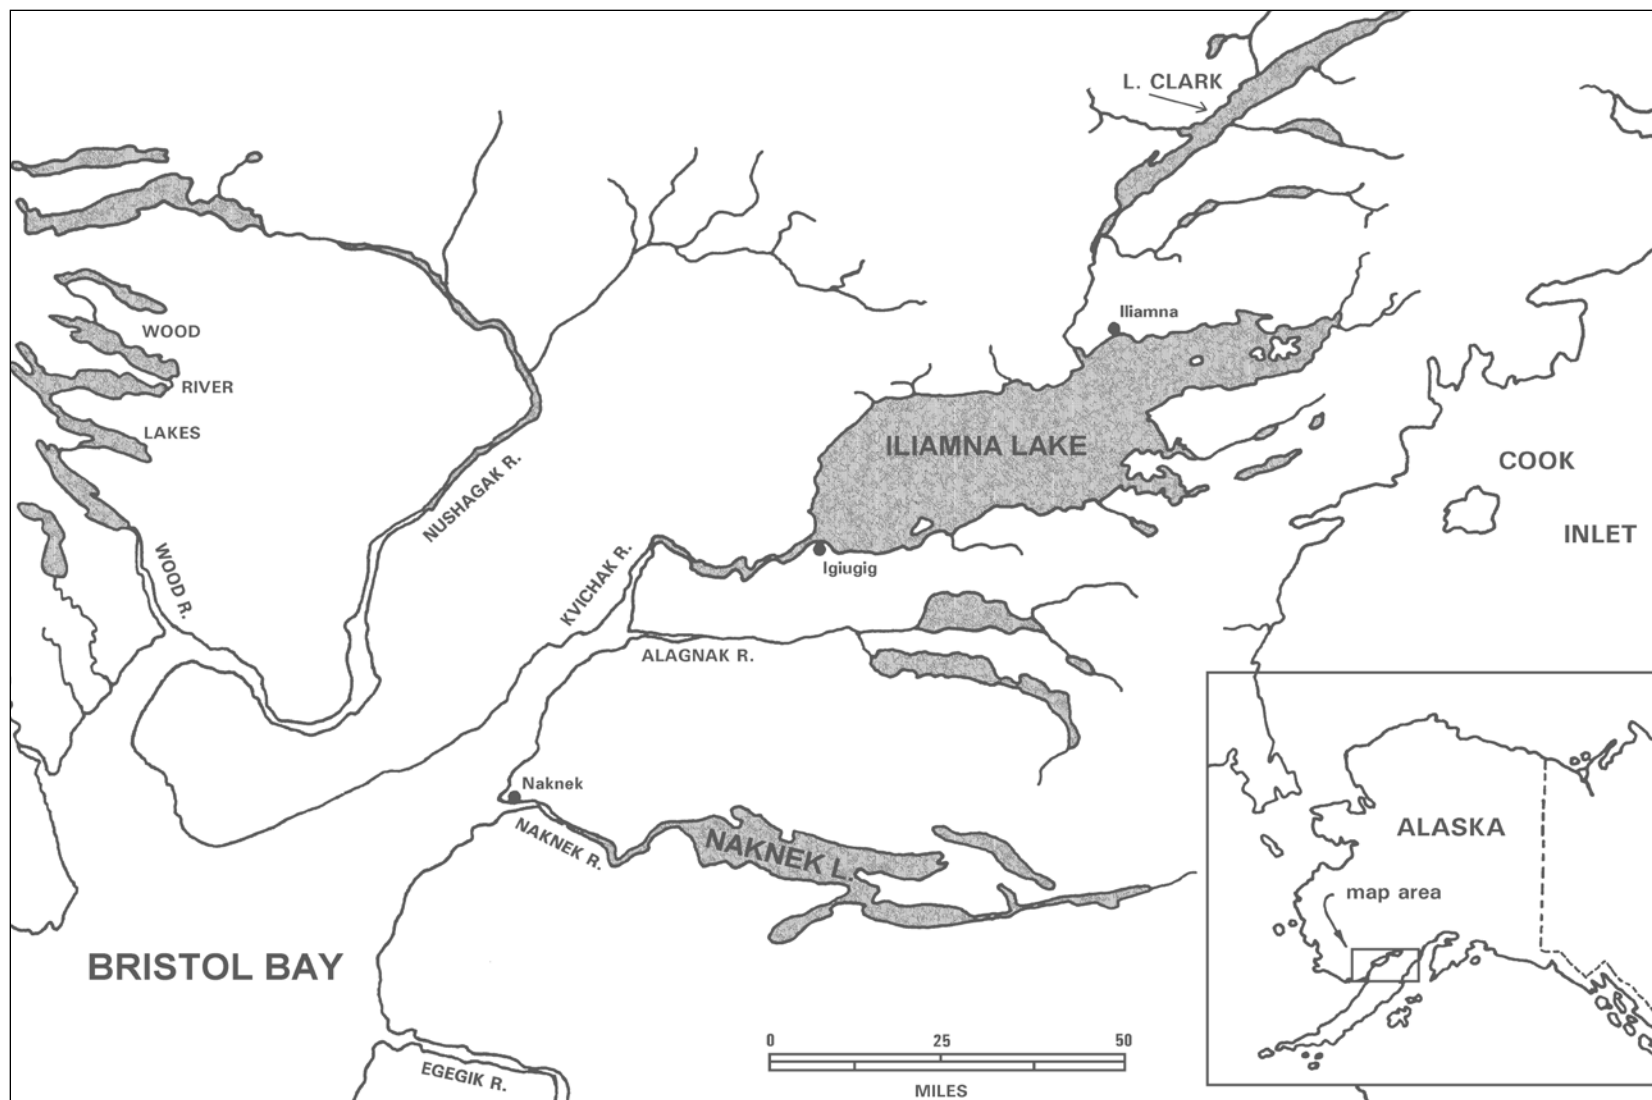 L. CLARK
Iliamna
WOOD
RIVER
LAKES
ILIAMNA LAKE
COOK
INLET
NUSHAGAK R.
WOOD R.
KVICHAK R.
Igiugig
ALAGNAK R.
Naknek
NAKNEK R.
NAKNEK L.
ALASKA
map area
BRISTOL BAY
0 25 50
MILES
EGEGIK R.